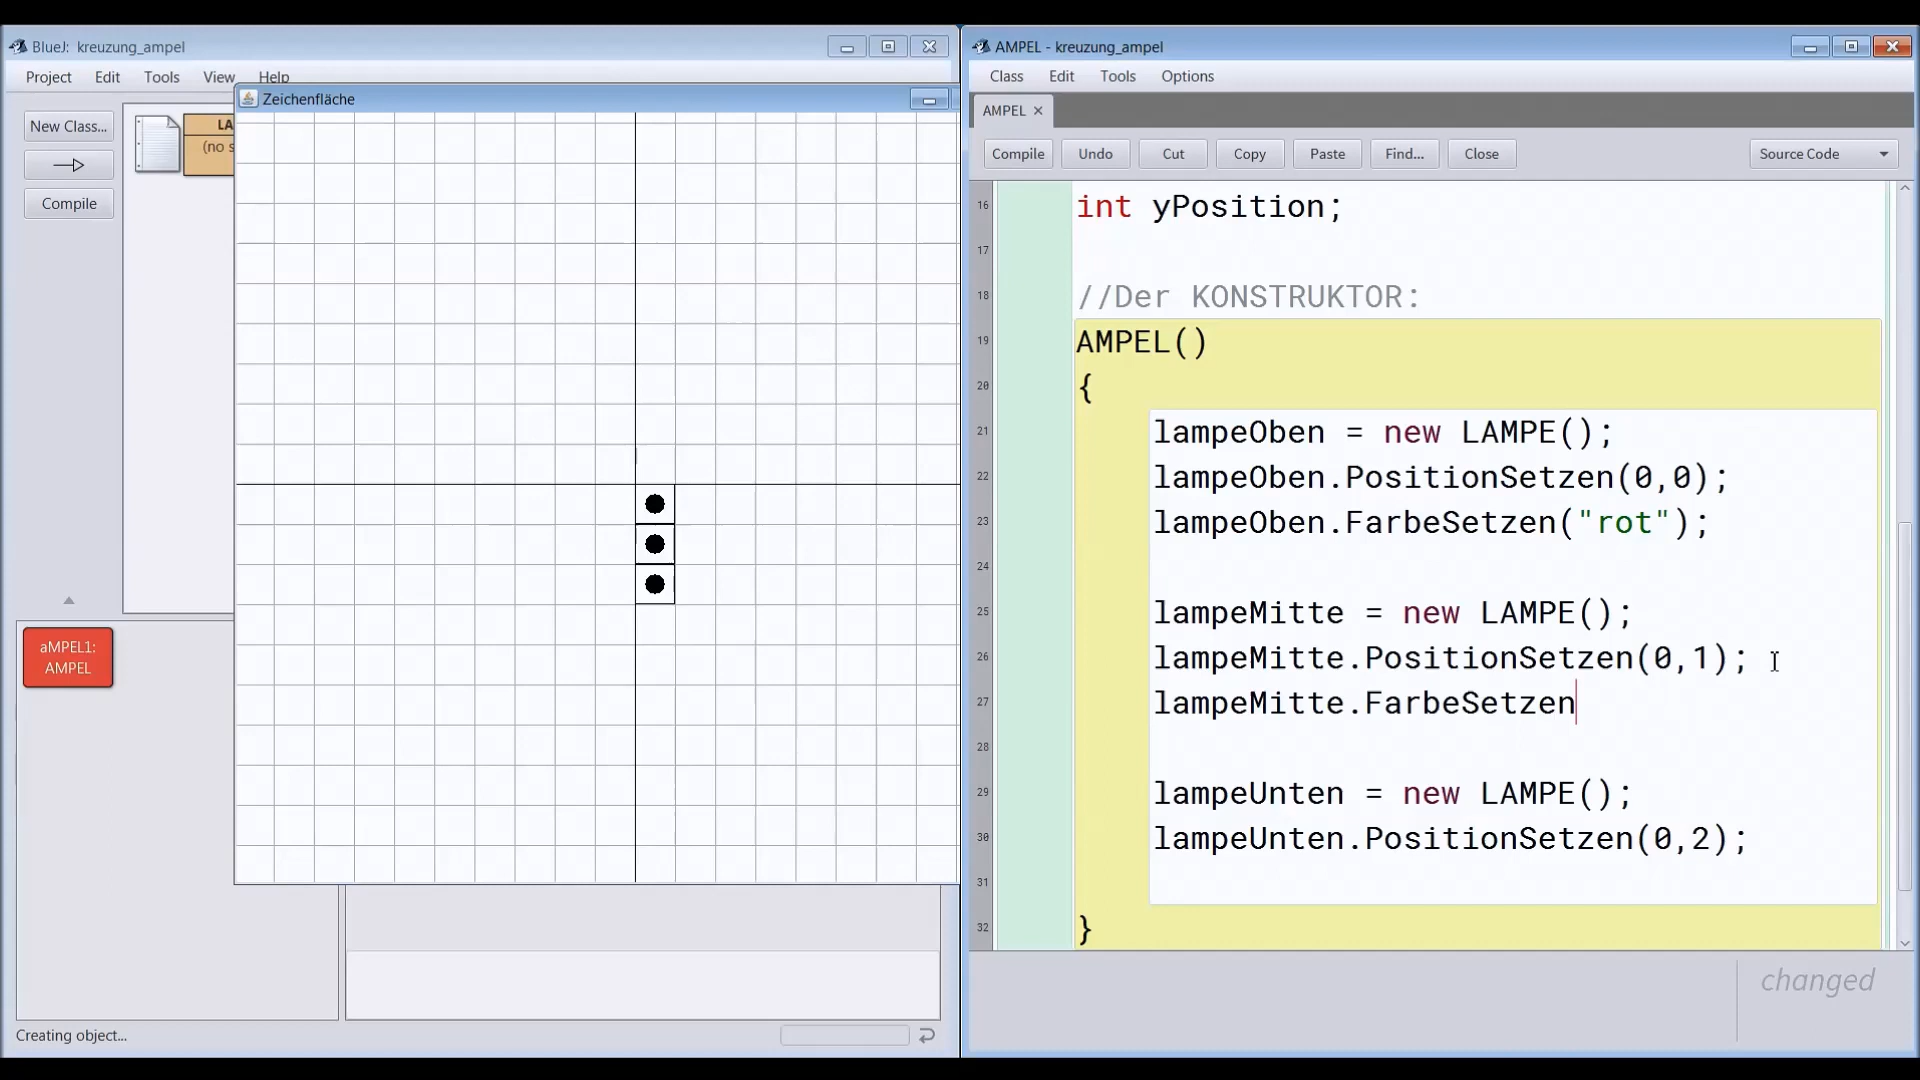 BlueJ: kreuzung_ampel
Project Edit Tools View Help
New Class...
Compile
LA
(no s
Zeichenfläche
aMPEL1:
AMPEL
Creating object...
AMPEL - kreuzung_ampel
Class Edit Tools Options
AMPEL ×
Compile Undo Cut Copy Paste Find... Close Source Code
16 int yPosition;
17
18 //Der KONSTRUKTOR:
19 AMPEL()
20 {
21 lampeOben = new LAMPE();
22 lampeOben.PositionSetzen(0,0);
23 lampeOben.FarbeSetzen("rot");
24
25 lampeMitte = new LAMPE();
26 lampeMitte.PositionSetzen(0,1);
27 lampeMitte.FarbeSetzen
28
29 lampeUnten = new LAMPE();
30 lampeUnten.PositionSetzen(0,2);
31
32 }
changed